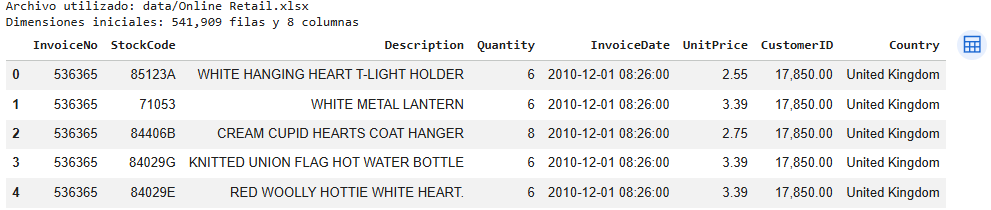 Archivo utilizado: data/Online Retail.xlsx
Dimensiones iniciales: 541,909 filas y 8 columnas
InvoiceNo StockCode Description Quantity InvoiceDate UnitPrice CustomerID Country
0 536365 85123A WHITE HANGING HEART T-LIGHT HOLDER 6 2010-12-01 08:26:00 2.55 17,850.00 United Kingdom
1 536365 71053 WHITE METAL LANTERN 6 2010-12-01 08:26:00 3.39 17,850.00 United Kingdom
2 536365 84406B CREAM CUPID HEARTS COAT HANGER 8 2010-12-01 08:26:00 2.75 17,850.00 United Kingdom
3 536365 84029G KNITTED UNION FLAG HOT WATER BOTTLE 6 2010-12-01 08:26:00 3.39 17,850.00 United Kingdom
4 536365 84029E RED WOOLLY HOTTIE WHITE HEART. 6 2010-12-01 08:26:00 3.39 17,850.00 United Kingdom